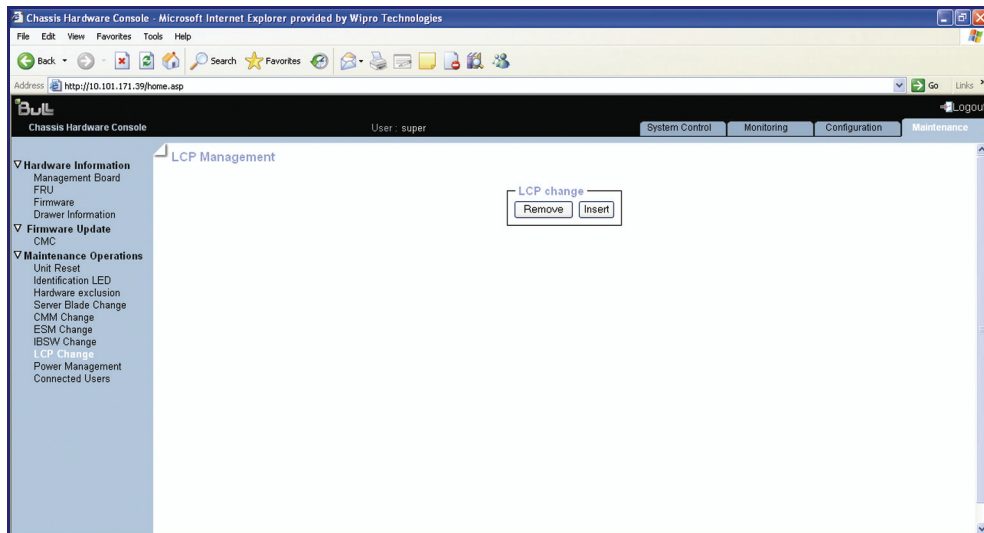 Chassis Hardware Console - Microsoft Internet Explorer provided by Wipro Technologies
File Edit View Favorites Tools Help
Back Search Favorites
Address http://10.101.171.39/home.asp Go Links
Bull Logou
Chassis Hardware Console User : super System Control Monitoring Configuration Maintenance
LCP Management
Hardware Information
Management Board
FRU
Firmware
Drawer Information
Firmware Update
CMC
Maintenance Operations
Unit Reset
Identification LED
Hardware exclusion
Server Blade Change
CMM Change
ESM Change
IBSW Change
LCP Change
Power Management
Connected Users
LCP change
Remove Insert